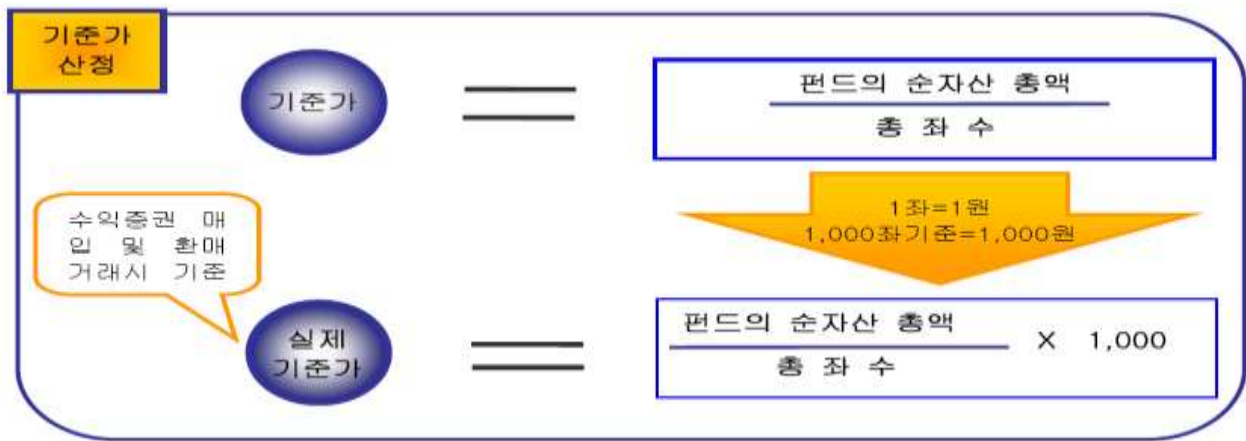 기준가
산정
기준가
펀드의 순자산 총액
총 좌 수
1좌=1원
1,000좌기준=1,000원
수익증권 매
입 및 환매
거래시 기준
실제
기준가
펀드의 순자산 총액
총 좌 수
X 1,000